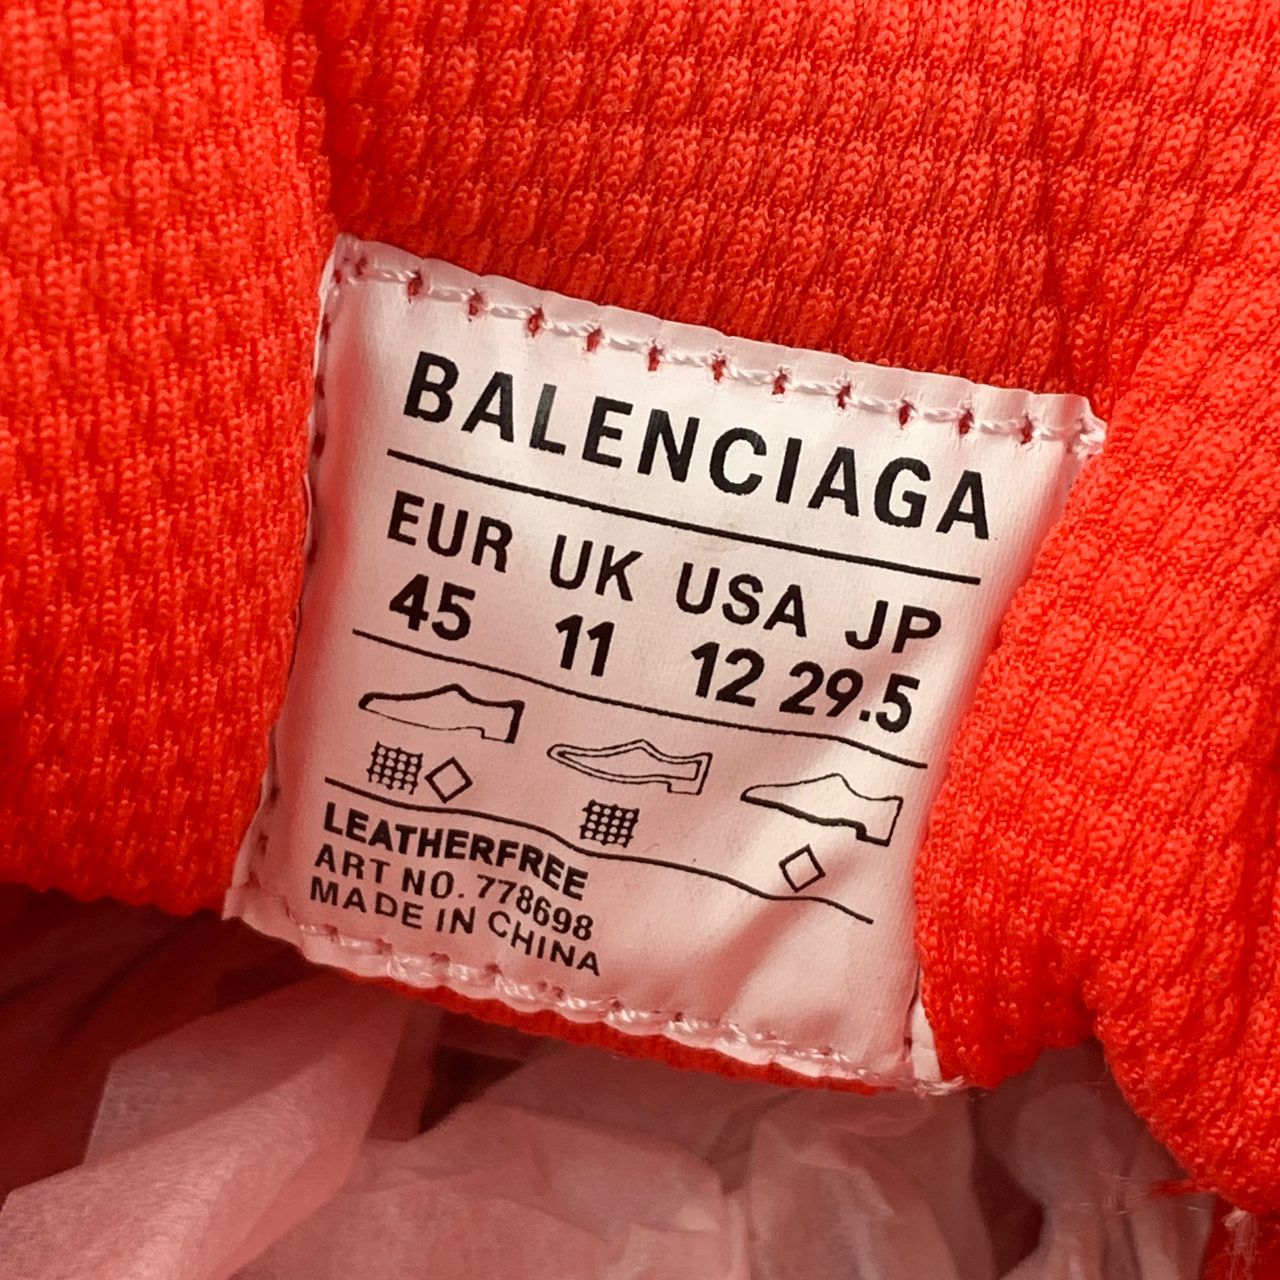 BALENCIAGA
EUR UK USA JP
45 11 12 29.5
LEATHERFREE
ART NO. 778698
MADE IN CHINA